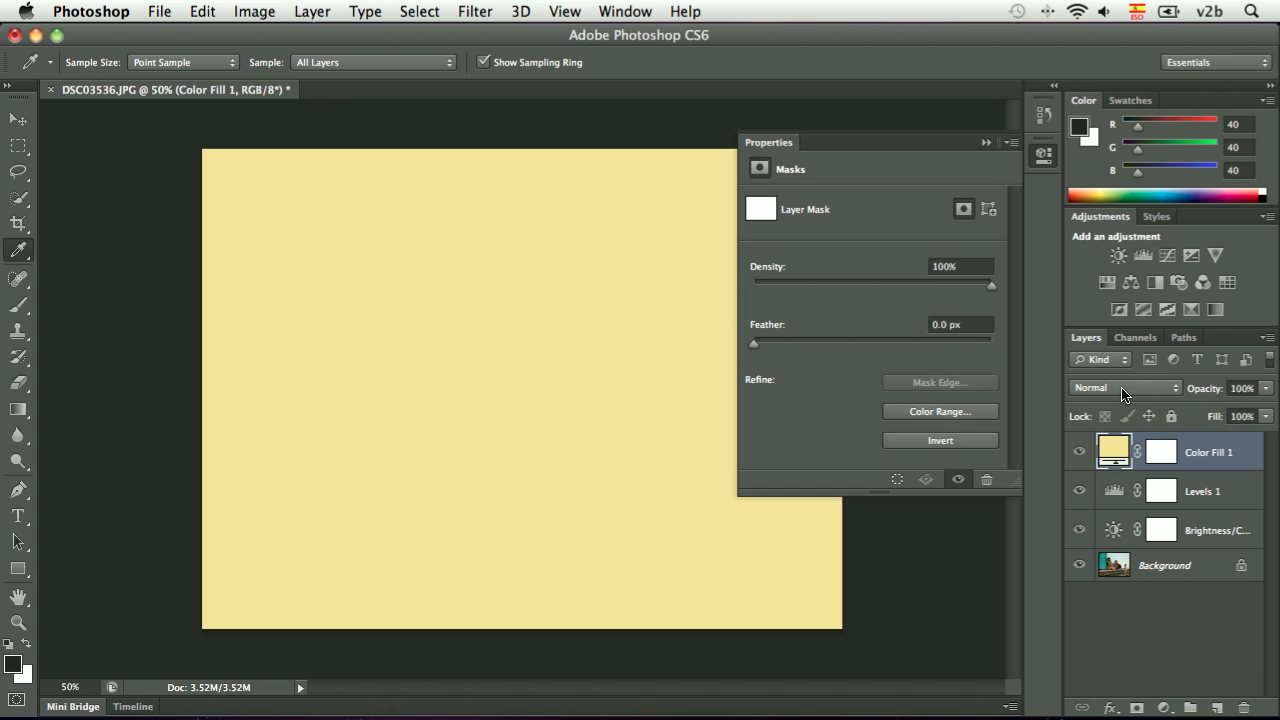 Photoshop File Edit Image Layer Type Select Filter 3D View Window Help ISO v2b
Adobe Photoshop CS6
Sample Size: Point Sample Sample: All Layers Show Sampling Ring Essentials
DSC03536.JPG @ 50% (Color Fill 1, RGB/8*) *
Color Swatches
R 40
G 40
B 40
Properties
Masks
Layer Mask
Density: 100%
Feather: 0.0 px
Refine: Mask Edge...
Color Range...
Invert
Adjustments Styles
Add an adjustment
Layers Channels Paths
Kind T
Normal Opacity: 100%
Lock: Fill: 100%
Color Fill 1
Levels 1
Brightness/C...
Background
50% Doc: 3.52M/3.52M
Mini Bridge Timeline